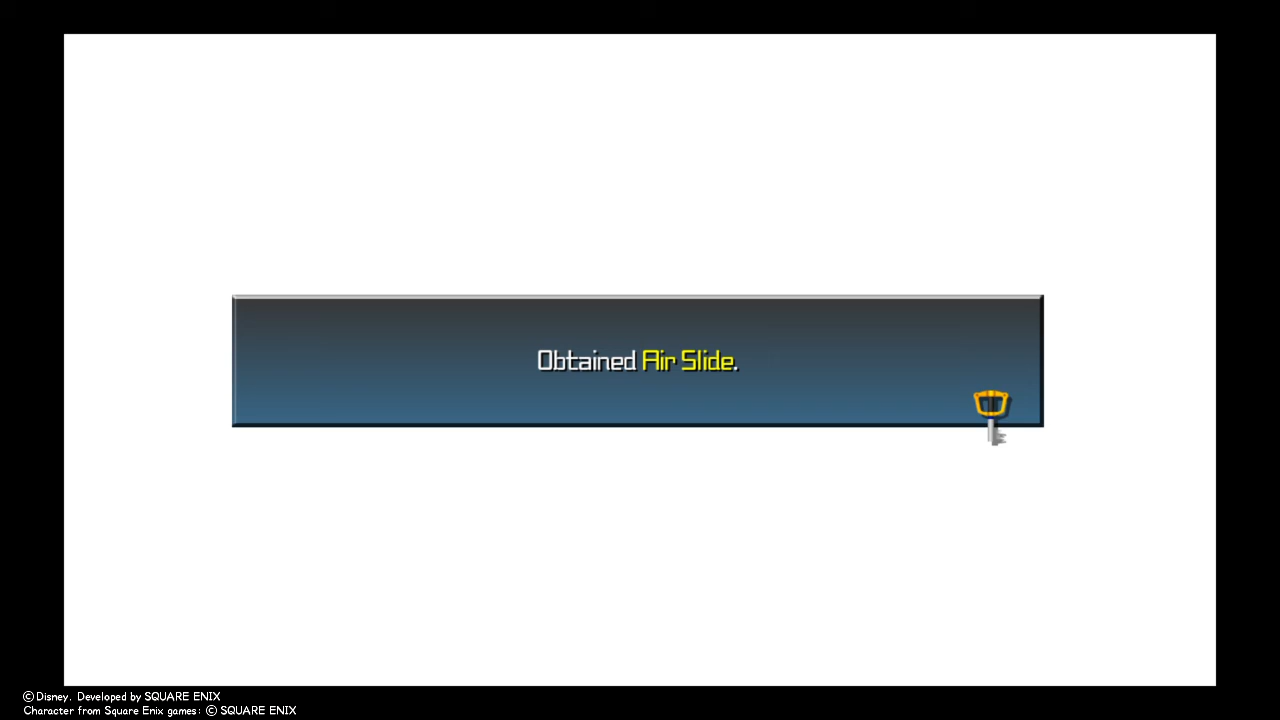 Obtained Air Slide.
©Disney. Developed by SQUARE ENIX
Character from Square Enix games: © SQUARE ENIX